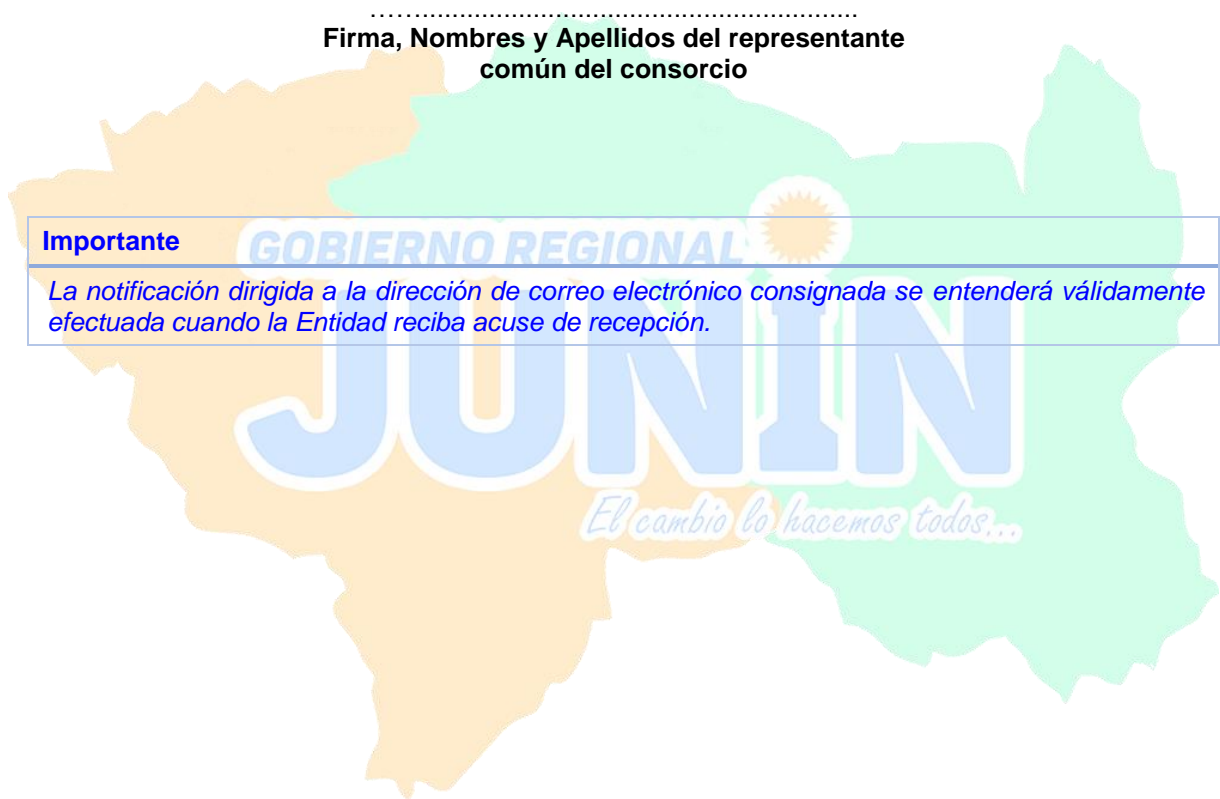 ……...........................................................
Firma, Nombres y Apellidos del representante
común del consorcio
Importante
GOBIERNO REGIONAL
La notificación dirigida a la dirección de correo electrónico consignada se entenderá válidamente
efectuada cuando la Entidad reciba acuse de recepción.
JUNÍN
El cambio lo hacemos todos...